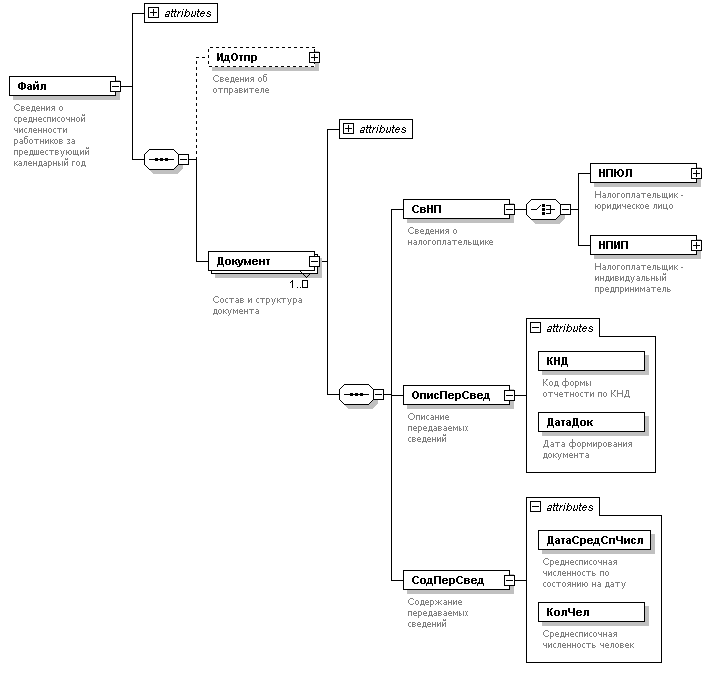 attributes
ИдОтпр
Сведения об
отправителе
Файл
Сведения о
среднесписочной
численности
работников за
предшествующий
календарный год
attributes
Документ
1..
Состав и структура
документа
СвНП
Сведения о
налогоплательщике
НПЮЛ
Налогоплательщик -
юридическое лицо
НПИП
Налогоплательщик -
индивидуальный
предприниматель
ОписПерСвед
Описание
передаваемых
сведений
attributes
КНД
Код формы
отчетности по КНД
ДатаДок
Дата формирования
документа
СодПерСвед
Содержание
передаваемых
сведений
attributes
ДатаСредСпЧисл
Среднесписочная
численность по
состоянию на дату
КолЧел
Среднесписочная
численность человек